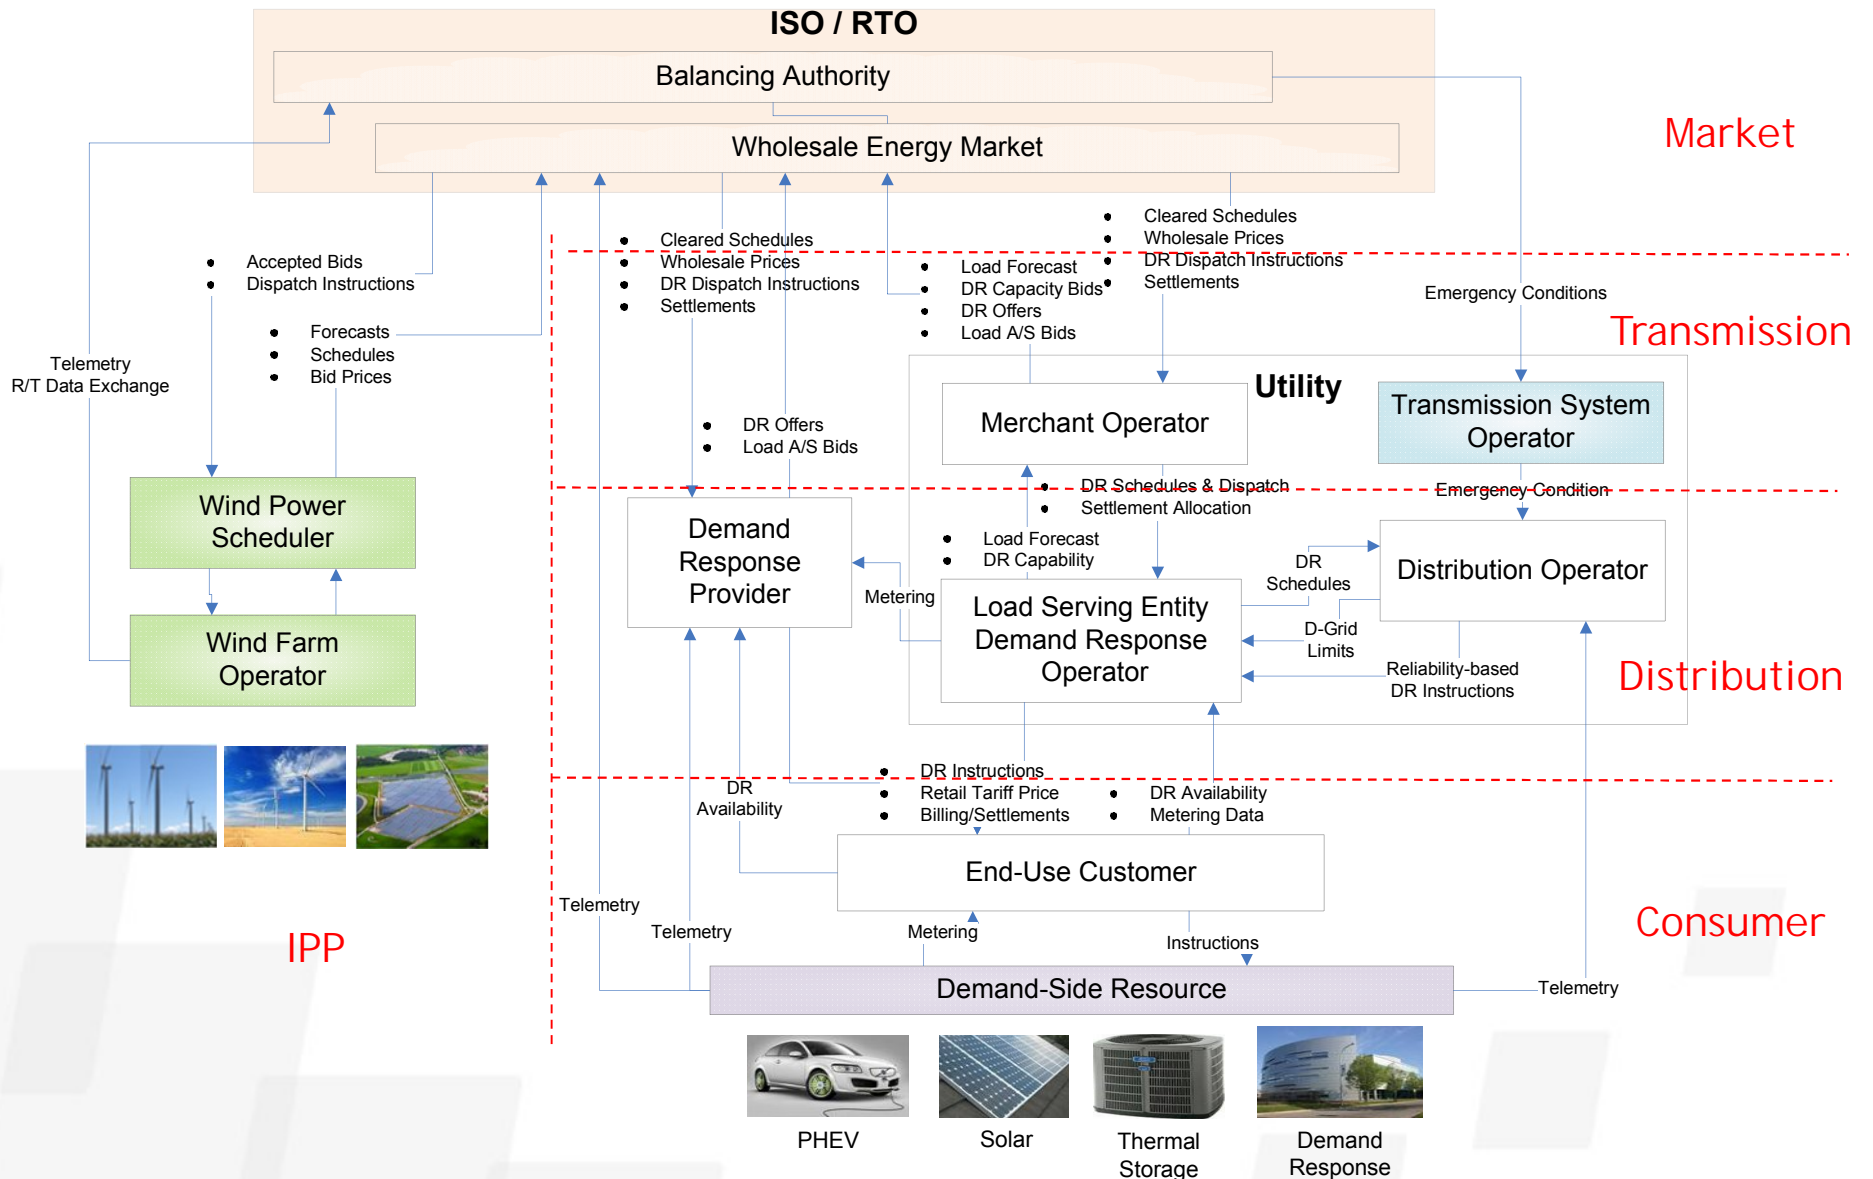 ISO / RTO
Balancing Authority
Wholesale Energy Market
Market
Cleared Schedules
Wholesale Prices
DR Dispatch Instructions
Settlements
Cleared Schedules
Wholesale Prices
DR Dispatch Instructions
Settlements
Accepted Bids
Dispatch Instructions
Load Forecast
DR Capacity Bids
DR Offers
Load A/S Bids
Emergency Conditions
Transmission
Forecasts
Schedules
Bid Prices
Telemetry
R/T Data Exchange
Utility
Merchant Operator
Transmission System
Operator
DR Offers
Load A/S Bids
Wind Power
Scheduler
Demand
Response
Provider
DR Schedules & Dispatch
Settlement Allocation
Emergency Condition
Load Forecast
DR Capability
DR
Schedules
Distribution Operator
Metering
Load Serving Entity
Demand Response
Operator
D-Grid
Limits
Reliability-based
DR Instructions
Wind Farm
Operator
Distribution
DR Instructions
Retail Tariff Price
Billing/Settlements
DR Availability
Metering Data
DR
Availability
End-Use Customer
Telemetry
Telemetry
Metering
Instructions
Consumer
IPP
Demand-Side Resource
Telemetry
PHEV
Solar
Thermal
Storage
Demand
Response